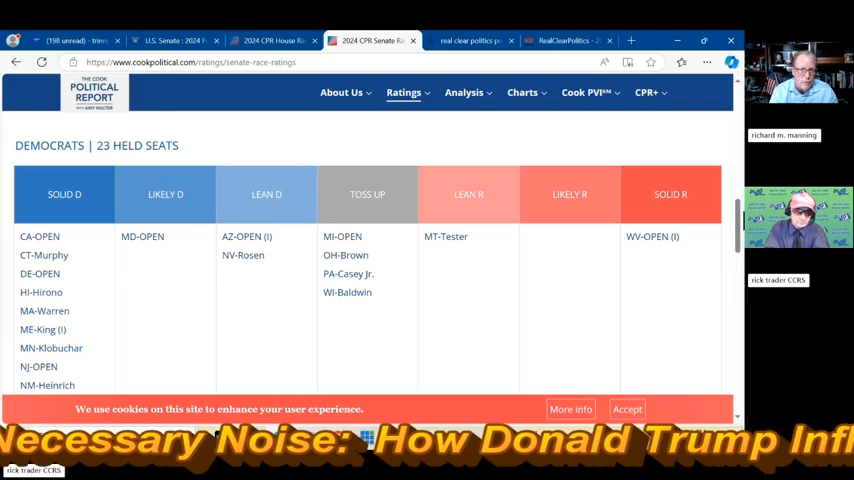 (198 unread) - trinn
U.S. Senate : 2024 P
2024 CPR House Ra
2024 CPR Senate Ra
real clear politics po
RealClearPolitics - 2
https://www.cookpolitical.com/ratings/senate-race-ratings
THE COOK
POLITICAL
REPORT
WITH AMY WALTER
About Us
Ratings
Analysis
Charts
Cook PVI℠
CPR+
DEMOCRATS | 23 HELD SEATS
SOLID D
LIKELY D
LEAN D
TOSS UP
LEAN R
LIKELY R
SOLID R
CA-OPEN
MD-OPEN
AZ-OPEN (I)
MI-OPEN
MT-Tester
WV-OPEN (I)
CT-Murphy
NV-Rosen
OH-Brown
DE-OPEN
PA-Casey Jr.
HI-Hirono
WI-Baldwin
MA-Warren
ME-King (I)
MN-Klobuchar
NJ-OPEN
NM-Heinrich
We use cookies on this site to enhance your user experience.
More info
Accept
richard m. manning
rick trader CCRS
Necessary Noise: How Donald Trump Infl
rick trader CCRS